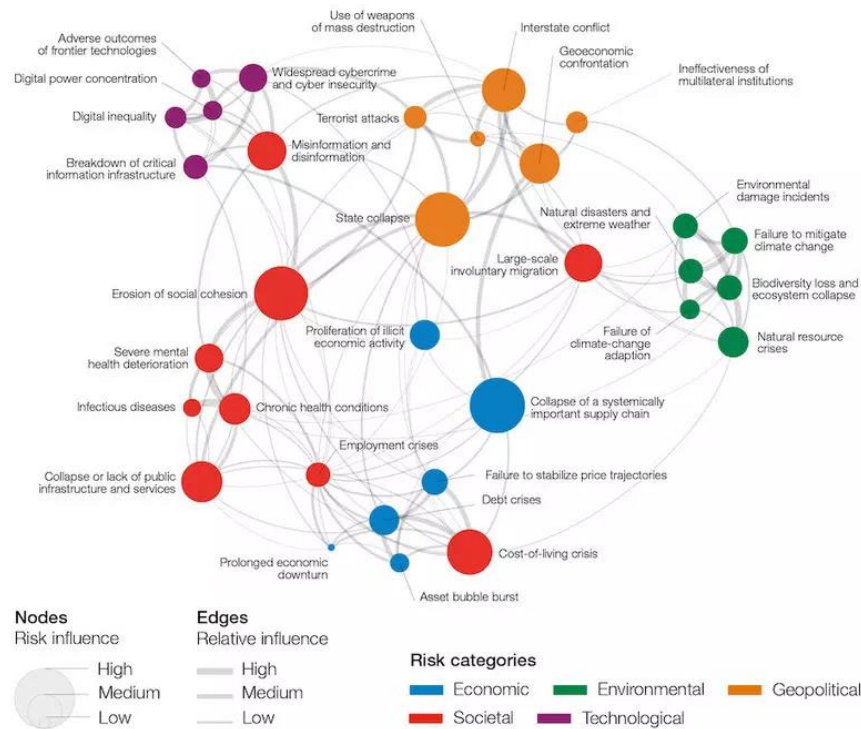 Use of weapons
of mass destruction
Interstate conflict
Adverse outcomes
of frontier technologies
Geoeconomic
confrontation
Ineffectiveness of
multilateral institutions
Digital power concentration
Widespread cybercrime
and cyber insecurity
Digital inequality
Terrorist attacks
Misinformation and
disinformation
Breakdown of critical
information infrastructure
Environmental
damage incidents
State collapse
Natural disasters and
extreme weather
Failure to mitigate
climate change
Large-scale
involuntary migration
Erosion of social cohesion
Biodiversity loss and
ecosystem collapse
Proliferation of illicit
economic activity
Failure of
climate-change
adaption
Natural resource
crises
Severe mental
health deterioration
Infectious diseases
Chronic health conditions
Collapse of a systemically
important supply chain
Employment crises
Collapse or lack of public
infrastructure and services
Failure to stabilize price trajectories
Debt crises
Prolonged economic
downturn
Cost-of-living crisis
Asset bubble burst
Nodes
Risk influence
High
Medium
Low
Edges
Relative influence
High
Medium
Low
Risk categories
Economic
Environmental
Geopolitical
Societal
Technological